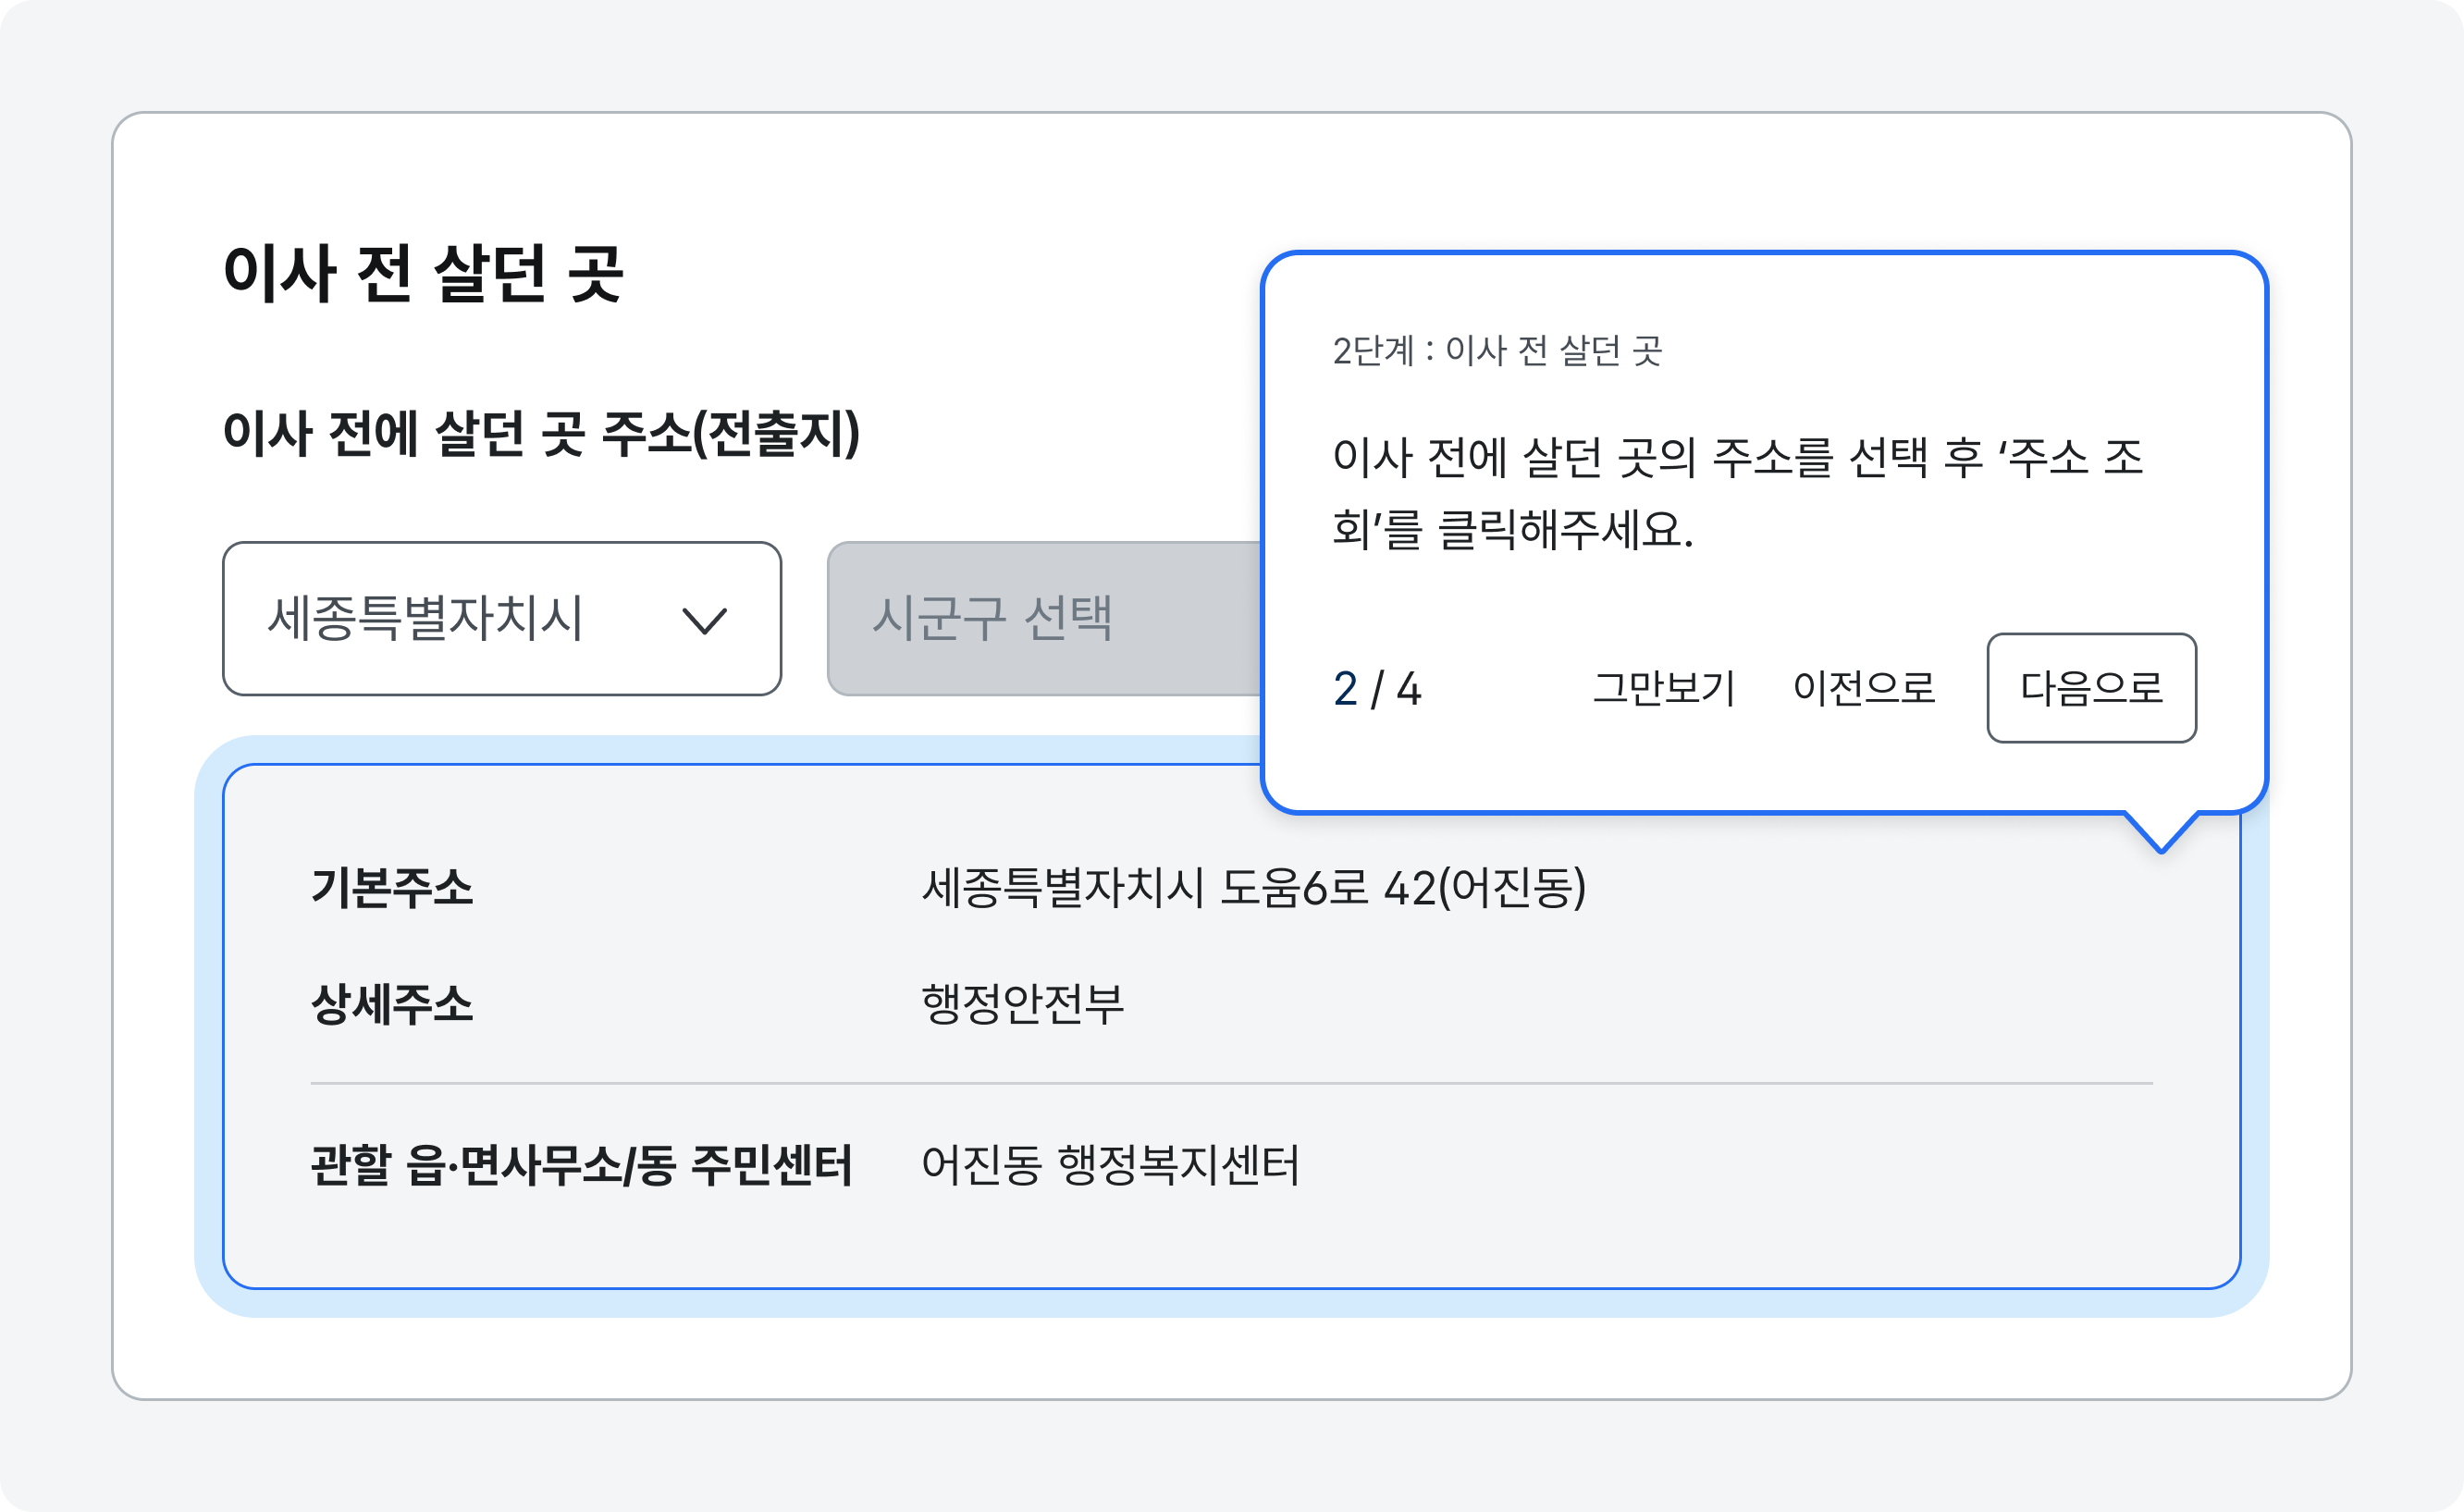 이사 전 살던 곳
이사 전에 살던 곳 주소(전출지)
세종특별자치시
시군구 선택
2단계 : 이사 전 살던 곳
이사 전에 살던 곳의 주소를 선택 후 ‘주소 조
회’를 클릭해주세요.
2 / 4
그만보기
이전으로
다음으로
기본주소
세종특별자치시 도움6로 42(어진동)
상세주소
행정안전부
관할 읍·면사무소/동 주민센터
어진동 행정복지센터